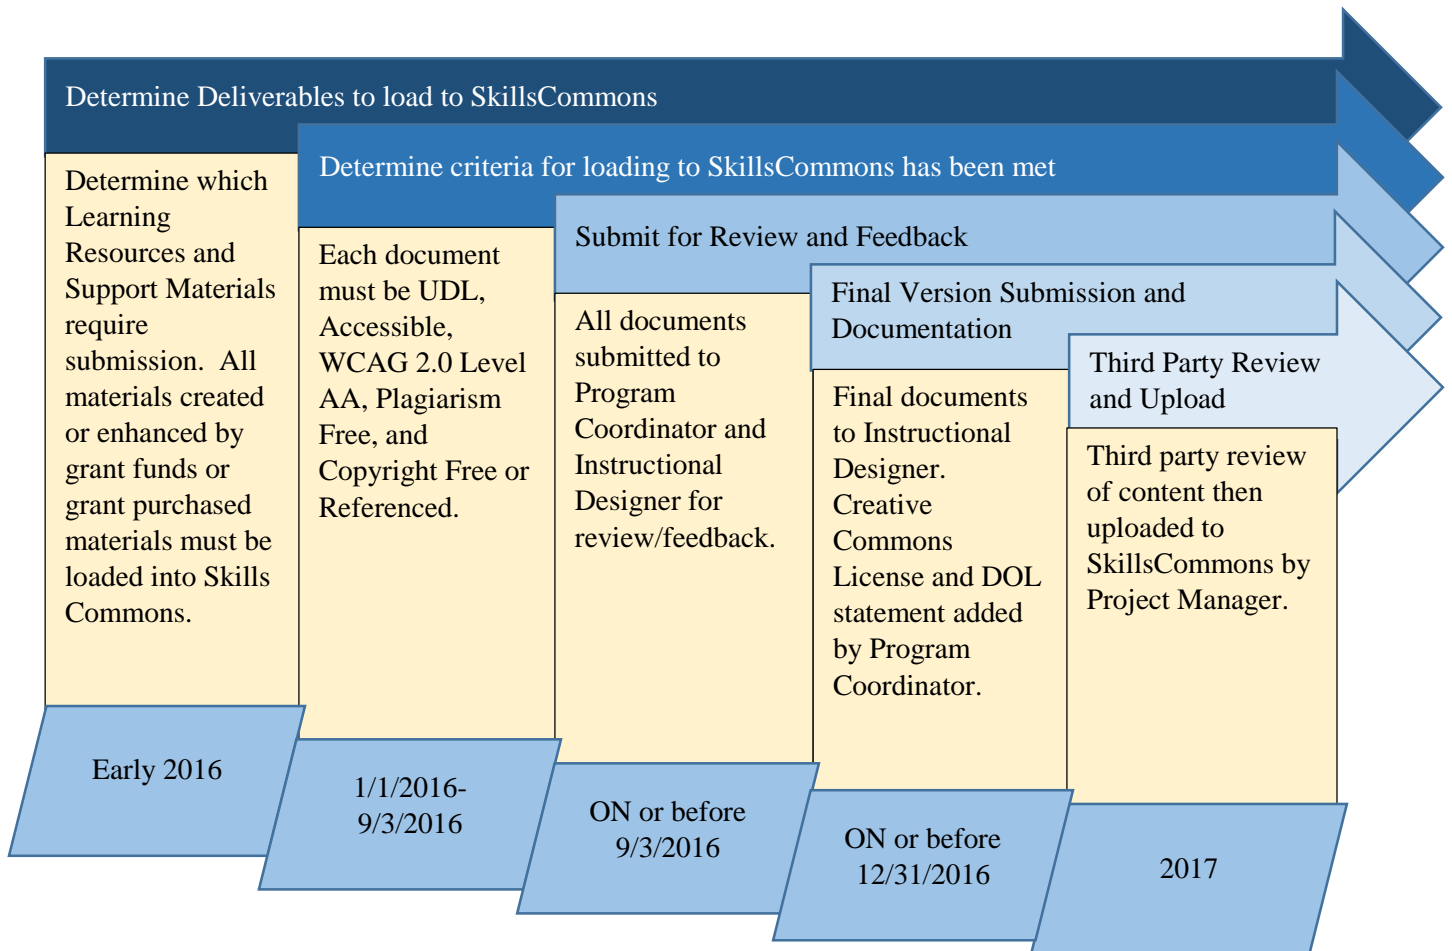 Determine Deliverables to load to SkillsCommons
Determine which
Learning
Resources and
Support Materials
require
submission.  All
materials created
or enhanced by
grant funds or
grant purchased
materials must be
loaded into Skills
Commons.
Early 2016
Determine criteria for loading to SkillsCommons has been met
Each document
must be UDL,
Accessible,
WCAG 2.0 Level
AA, Plagiarism
Free, and
Copyright Free or
Referenced.
1/1/2016-
9/3/2016
Submit for Review and Feedback
All documents
submitted to
Program
Coordinator and
Instructional
Designer for
review/feedback.
ON or before
9/3/2016
Final Version Submission and
Documentation
Final documents
to Instructional
Designer.
Creative
Commons
License and DOL
statement added
by Program
Coordinator.
ON or before
12/31/2016
Third Party Review
and Upload
Third party review
of content then
uploaded to
SkillsCommons by
Project Manager.
2017